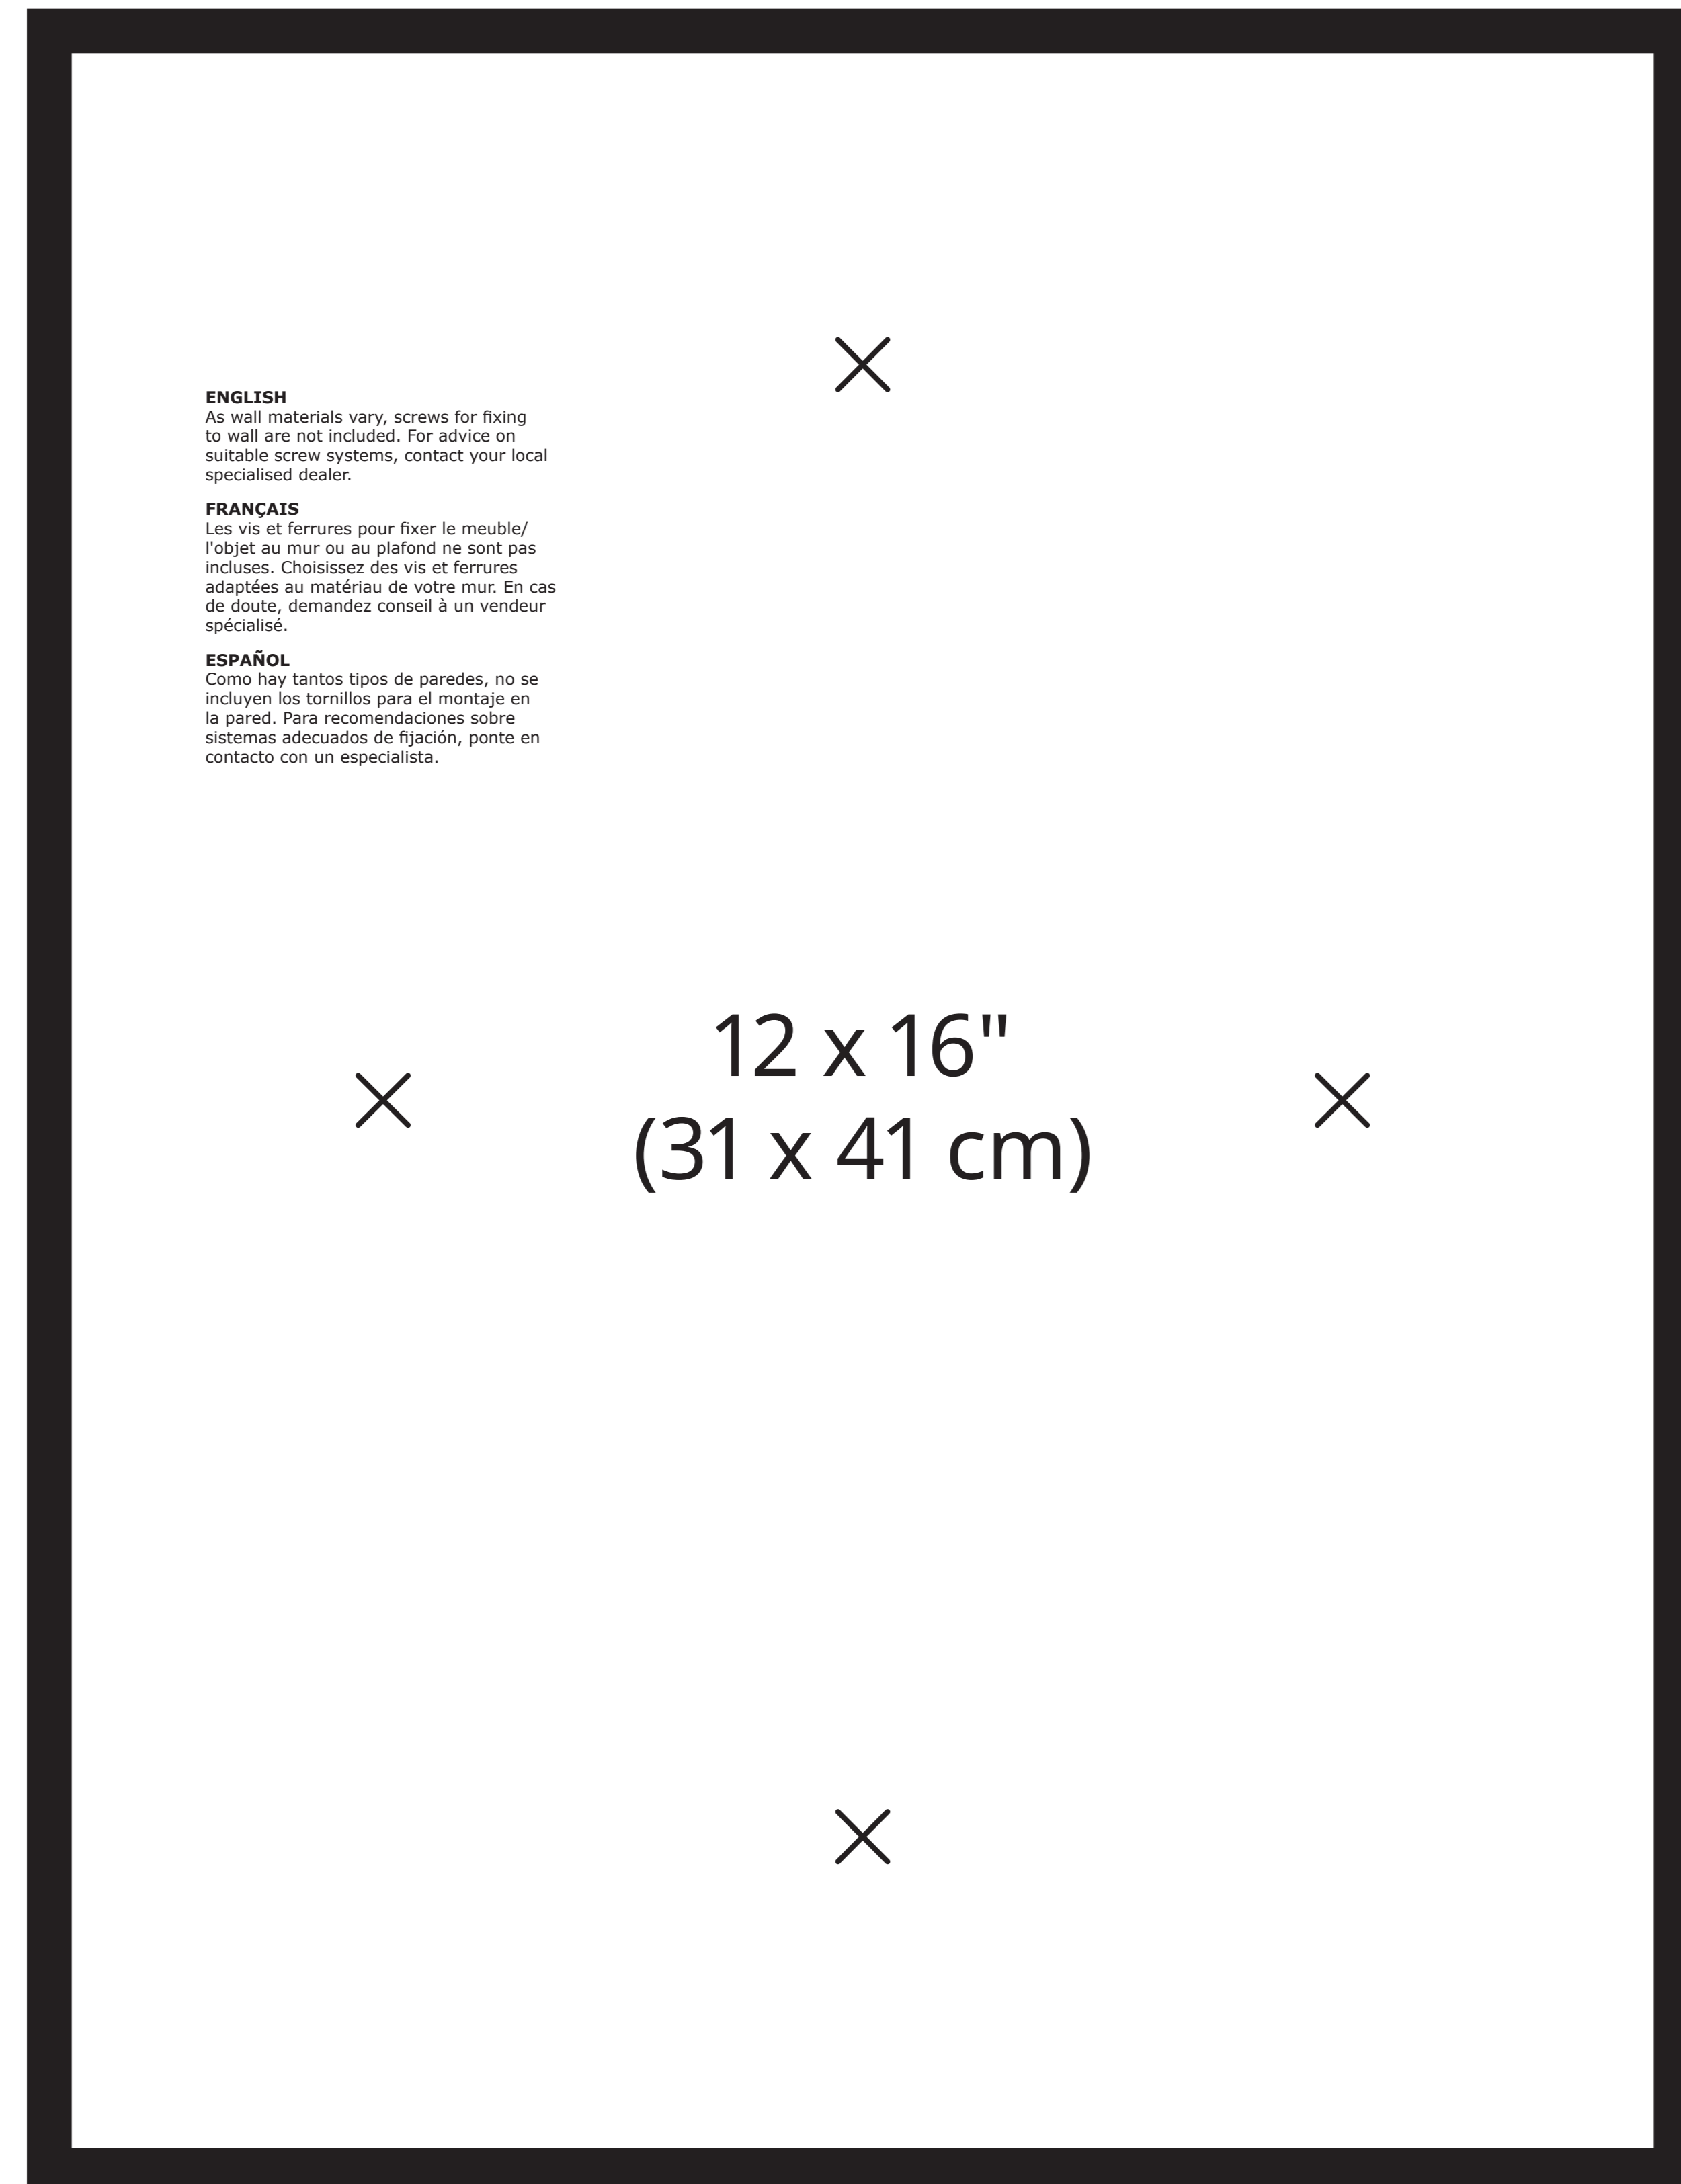 ENGLISH
As wall materials vary, screws for fixing
to wall are not included. For advice on
suitable screw systems, contact your local
specialised dealer.
FRANÇAIS
Les vis et ferrures pour fixer le meuble/
l'objet au mur ou au plafond ne sont pas
incluses. Choisissez des vis et ferrures
adaptées au matériau de votre mur. En cas
de doute, demandez conseil à un vendeur
spécialisé.
ESPAÑOL
Como hay tantos tipos de paredes, no se
incluyen los tornillos para el montaje en
la pared. Para recomendaciones sobre
sistemas adecuados de fijación, ponte en
contacto con un especialista.
12 x 16"
(31 x 41 cm)